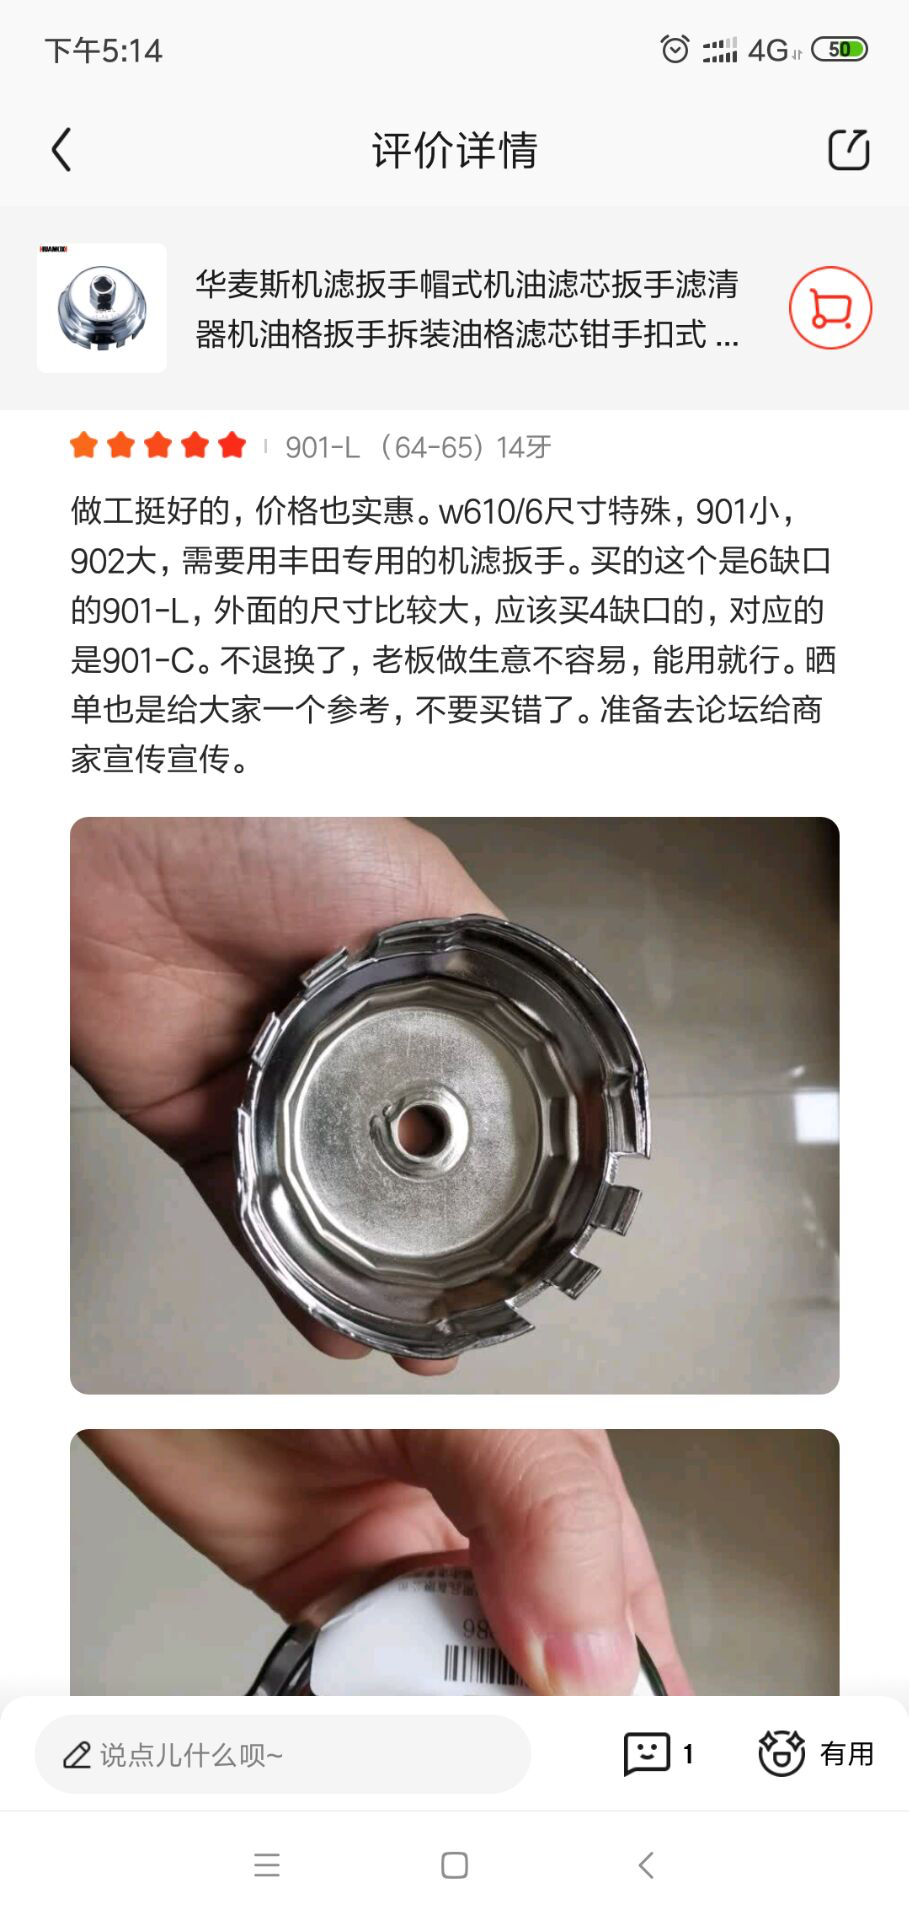 下午5:14
4G
50
评价详情
华麦斯机滤扳手帽式机油滤芯扳手滤清
器机油格扳手拆装油格滤芯钳手扣式 ...
901-L （64-65）14牙
做工挺好的，价格也实惠。w610/6尺寸特殊，901小，
902大，需要用丰田专用的机滤扳手。买的这个是6缺口
的901-L，外面的尺寸比较大，应该买4缺口的，对应的
是901-C。不退换了，老板做生意不容易，能用就行。晒
单也是给大家一个参考，不要买错了。准备去论坛给商
家宣传宣传。
说点儿什么呗~
1
有用